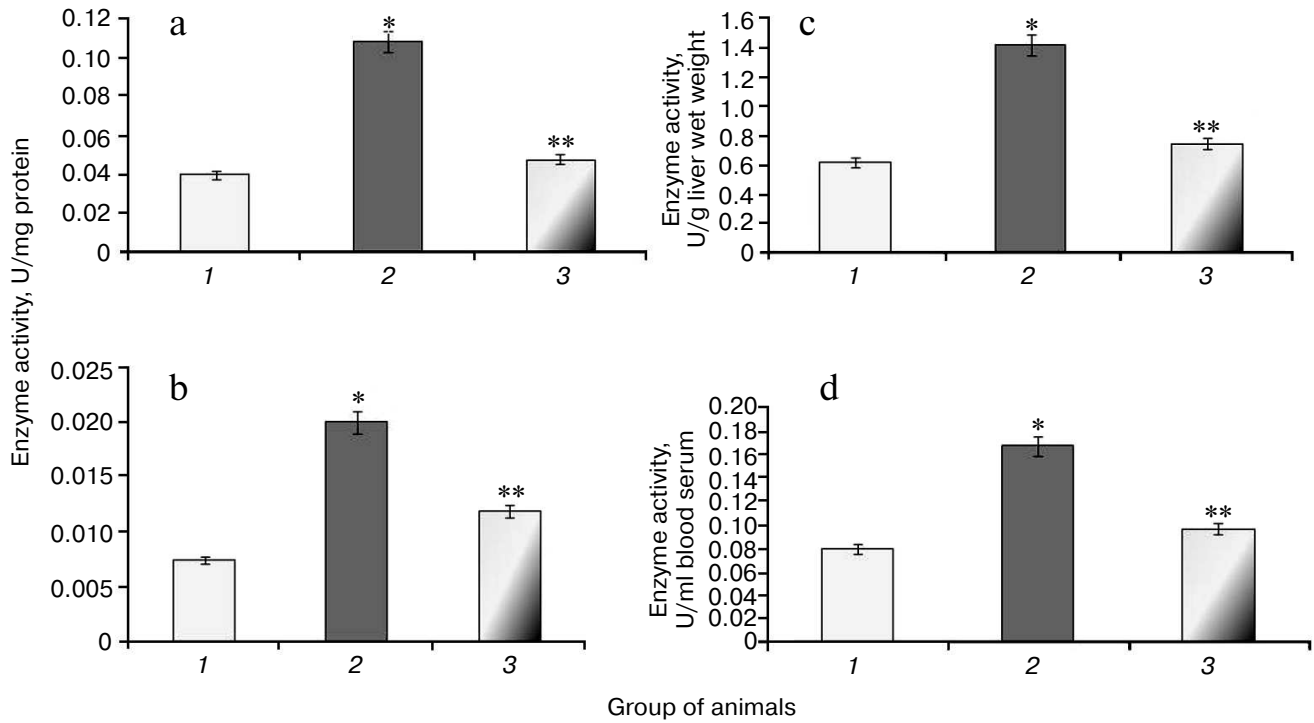 Enzyme activity, U/mg protein
a
0.12
0.10
0.08
0.06
0.04
0.02
0
*
**
1 2 3
c
Enzyme activity,
U/g liver wet weight
1.6
1.4
1.2
1.0
0.8
0.6
0.4
0.2
0
*
**
1 2 3
b
0.025
0.020
0.015
0.010
0.005
0
*
**
1 2 3
d
Enzyme activity,
U/ml blood serum
0.20
0.18
0.16
0.14
0.12
0.10
0.08
0.06
0.04
0.02
0
*
**
1 2 3
Group of animals